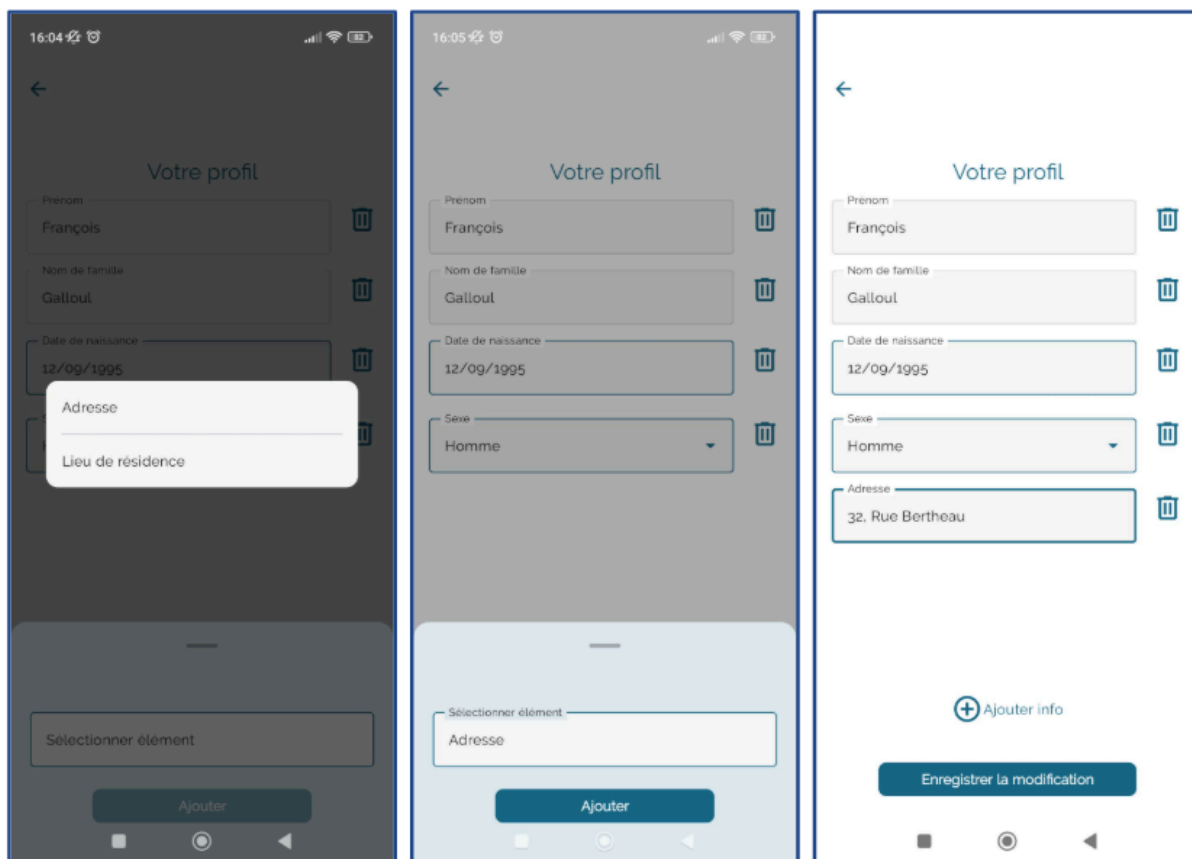 16:04
82
Votre profil
Prénom
François
Nom de famille
Galloul
Date de naissance
12/09/1995
Adresse
Lieu de résidence
Sélectionner élément
Ajouter
16:05
82
Votre profil
Prénom
François
Nom de famille
Galloul
Date de naissance
12/09/1995
Sexe
Homme
Sélectionner élément
Adresse
Ajouter
Votre profil
Prénom
François
Nom de famille
Galloul
Date de naissance
12/09/1995
Sexe
Homme
Adresse
32, Rue Bertheau
Ajouter info
Enregistrer la modification